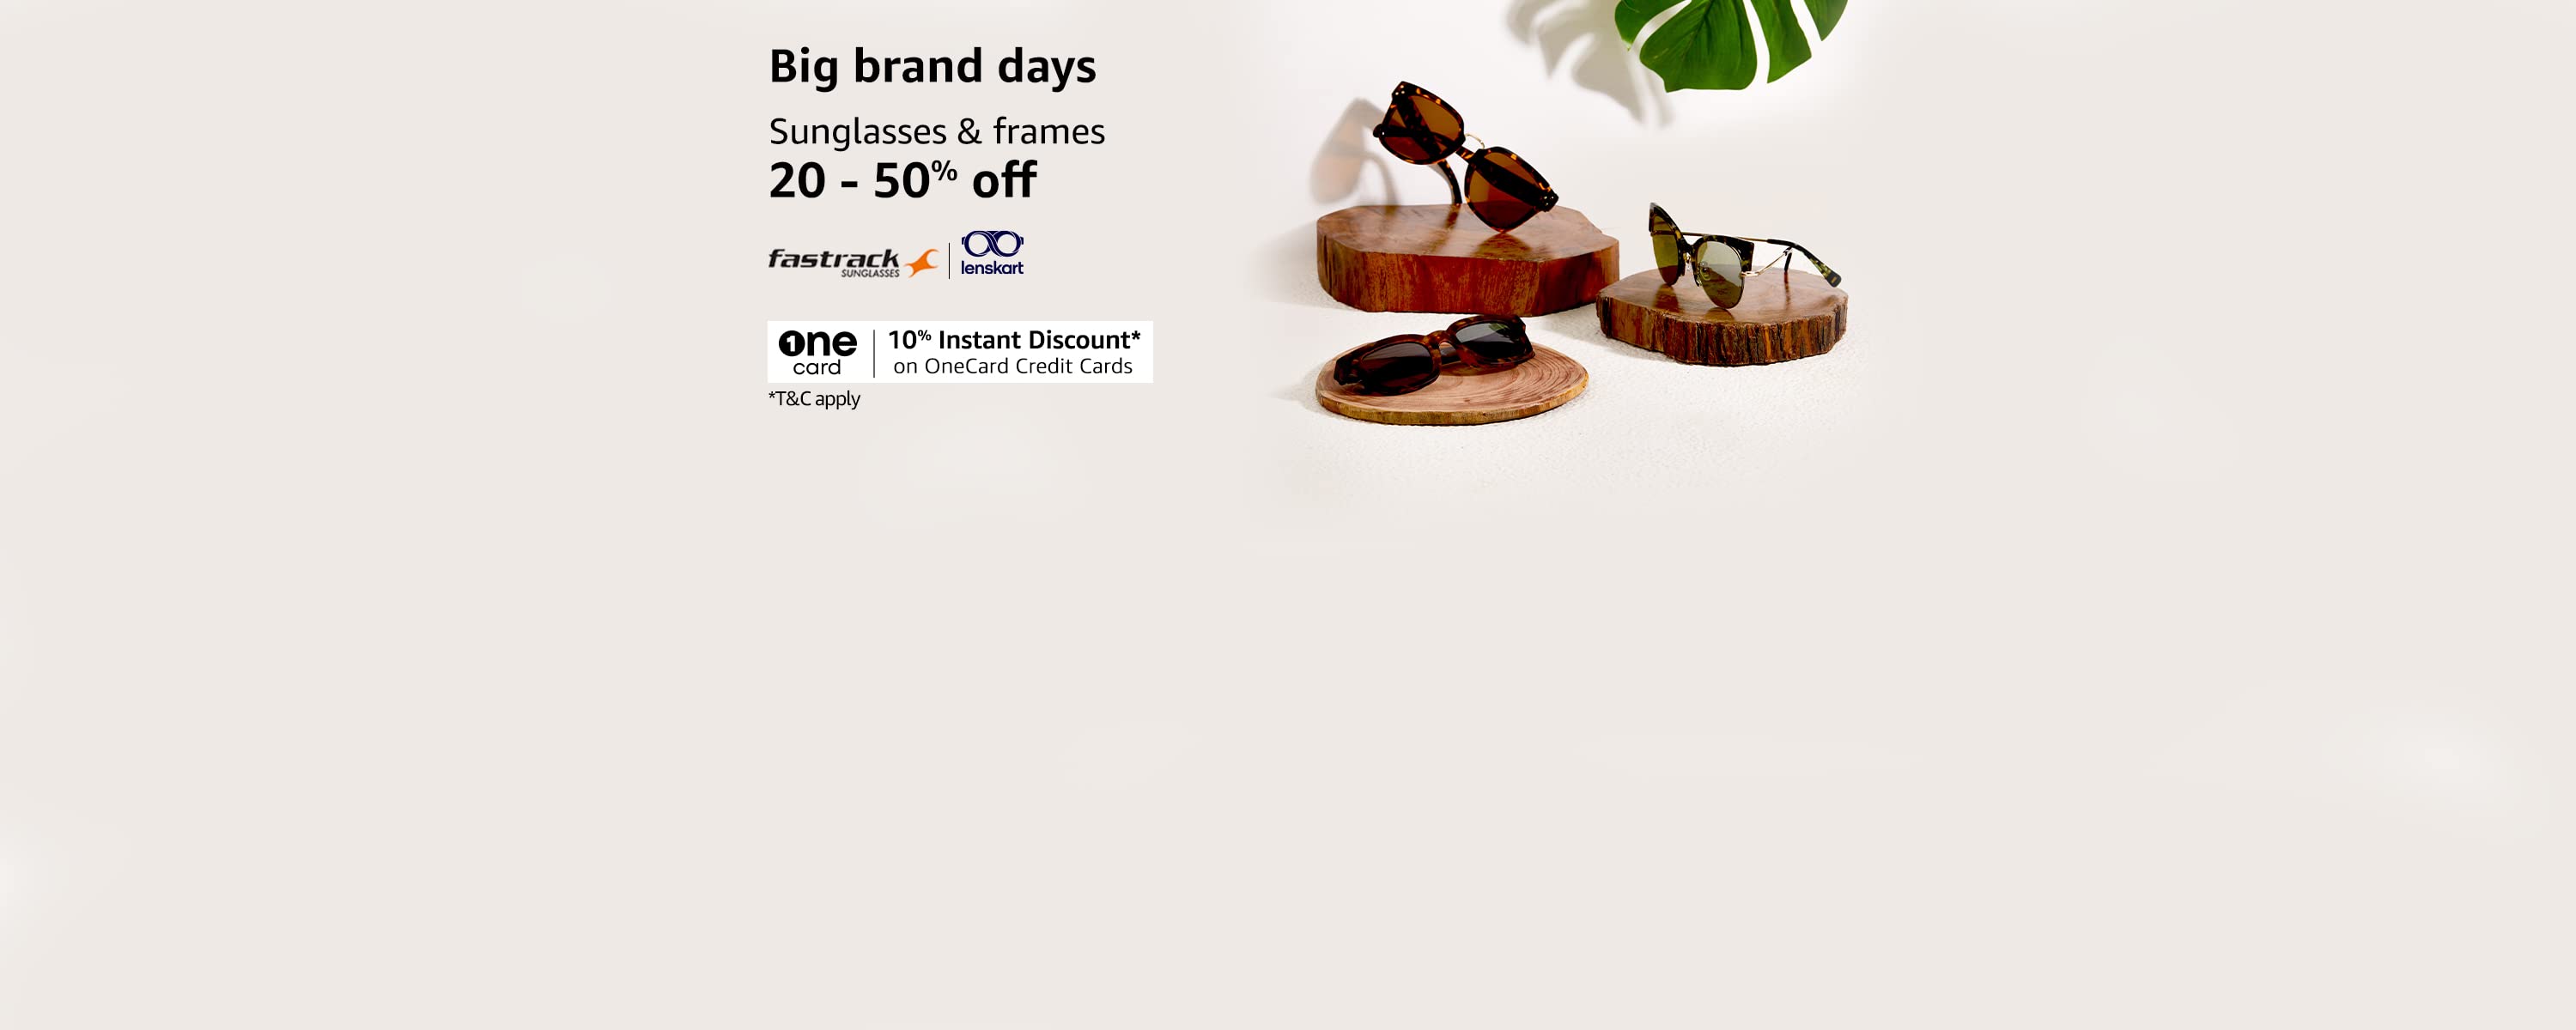 Big brand days
Sunglasses & frames
20 - 50% off
fastrack
SUNGLASSES
lenskart
1one
card
10% Instant Discount*
on OneCard Credit Cards
*T&C apply